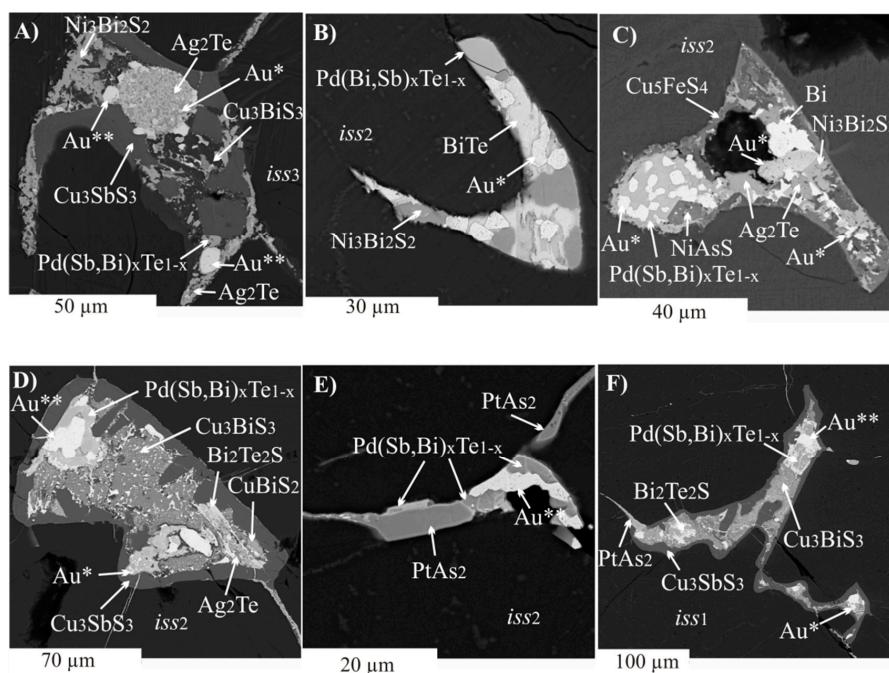 A)
Ni3Bi2S2
Ag2Te
Au*
Cu3BiS3
Au**
Cu3SbS3
iss3
Pd(Sb,Bi)xTe1-x
Au**
Ag2Te
50 µm
B)
Pd(Bi,Sb)xTe1-x
iss2
BiTe
Au*
Ni3Bi2S2
30 µm
C)
iss2
Cu5FeS4
Bi
Ni3Bi2S
Au*
Ag2Te
Au*
NiAsS
Au*
Pd(Sb,Bi)xTe1-x
40 µm
D)
Pd(Sb,Bi)xTe1-x
Au**
Cu3BiS3
Bi2Te2S
CuBiS2
Au*
Ag2Te
Cu3SbS3
iss2
70 µm
E)
PtAs2
Pd(Sb,Bi)xTe1-x
Au**
PtAs2
iss2
20 µm
F)
Pd(Sb,Bi)xTe1-x
Au**
Bi2Te2S
PtAs2
Cu3BiS3
Cu3SbS3
iss1
Au*
100 µm